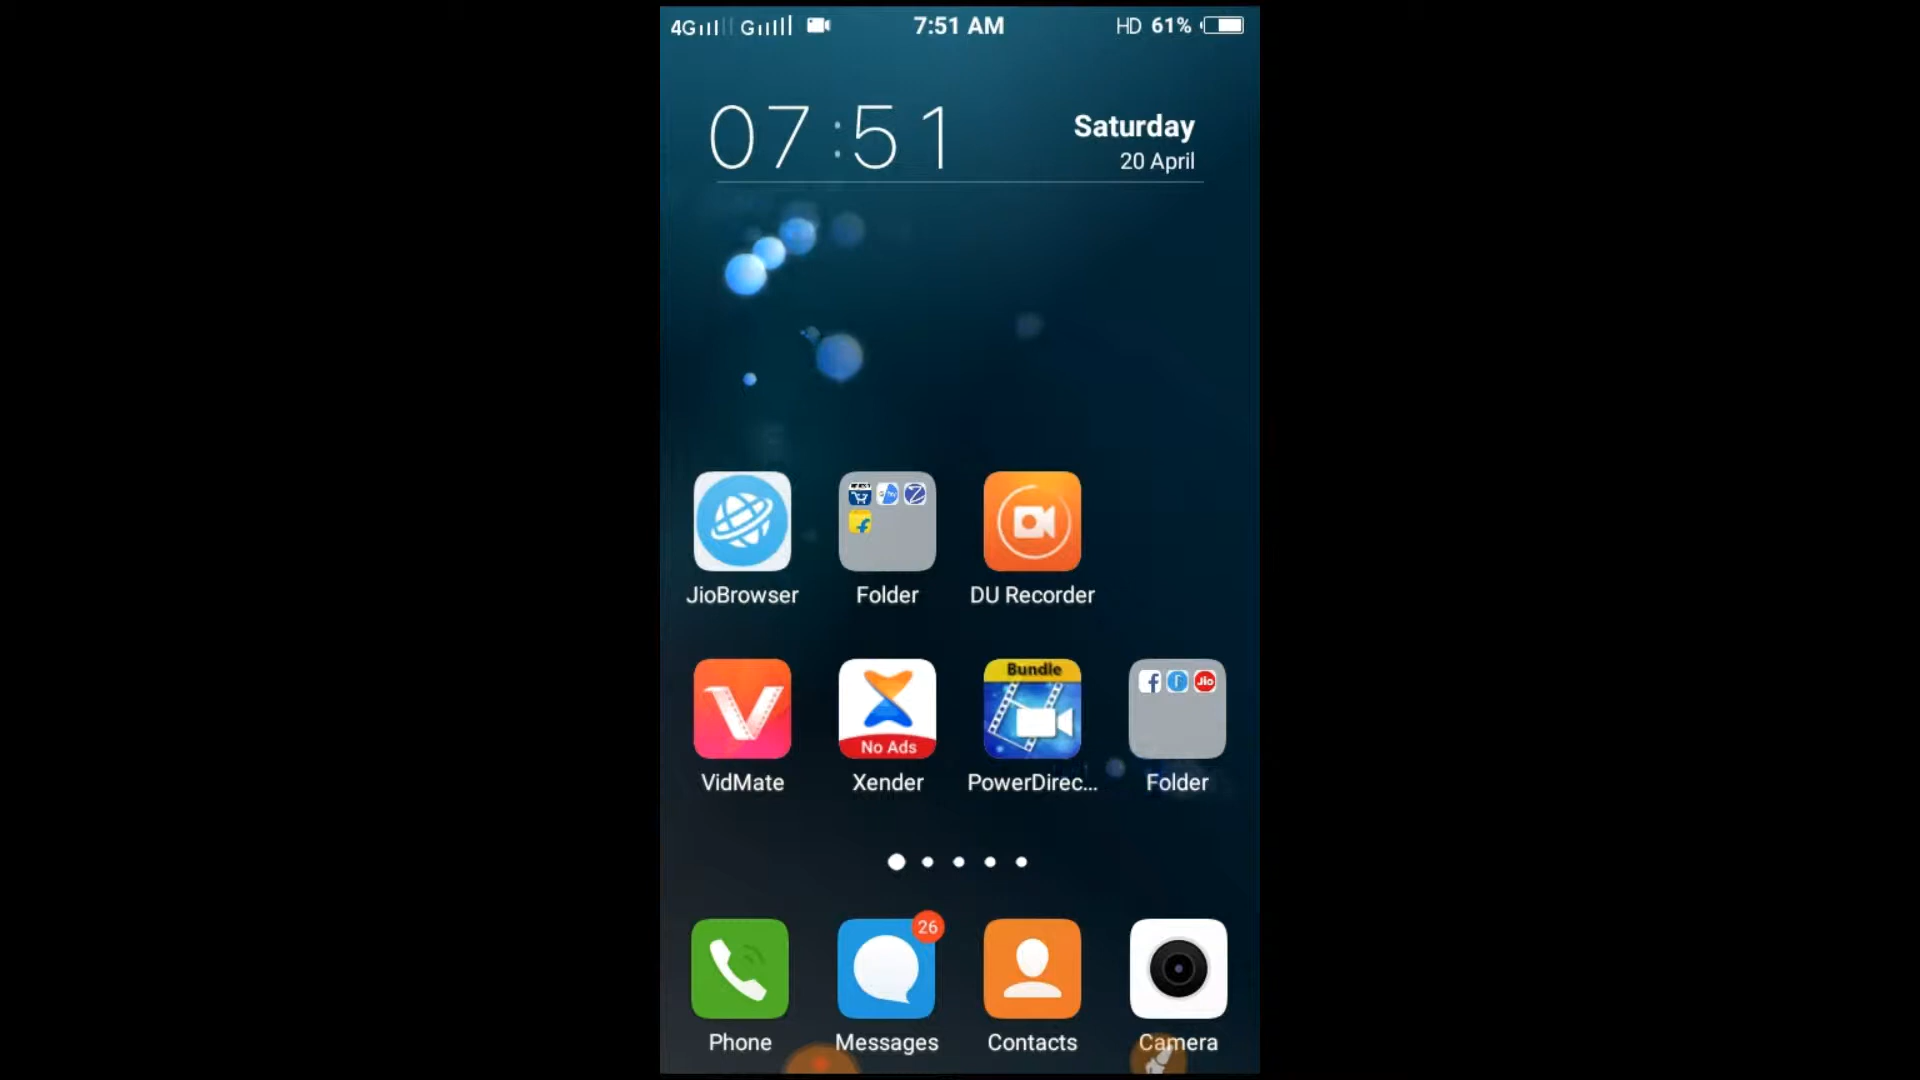 4G G 7:51 AM HD 61%
07:51
Saturday
20 April
JioBrowser Folder DU Recorder
Bundle
Jio
No Ads
VidMate Xender PowerDirec... Folder
26
Phone Messages Contacts Camera